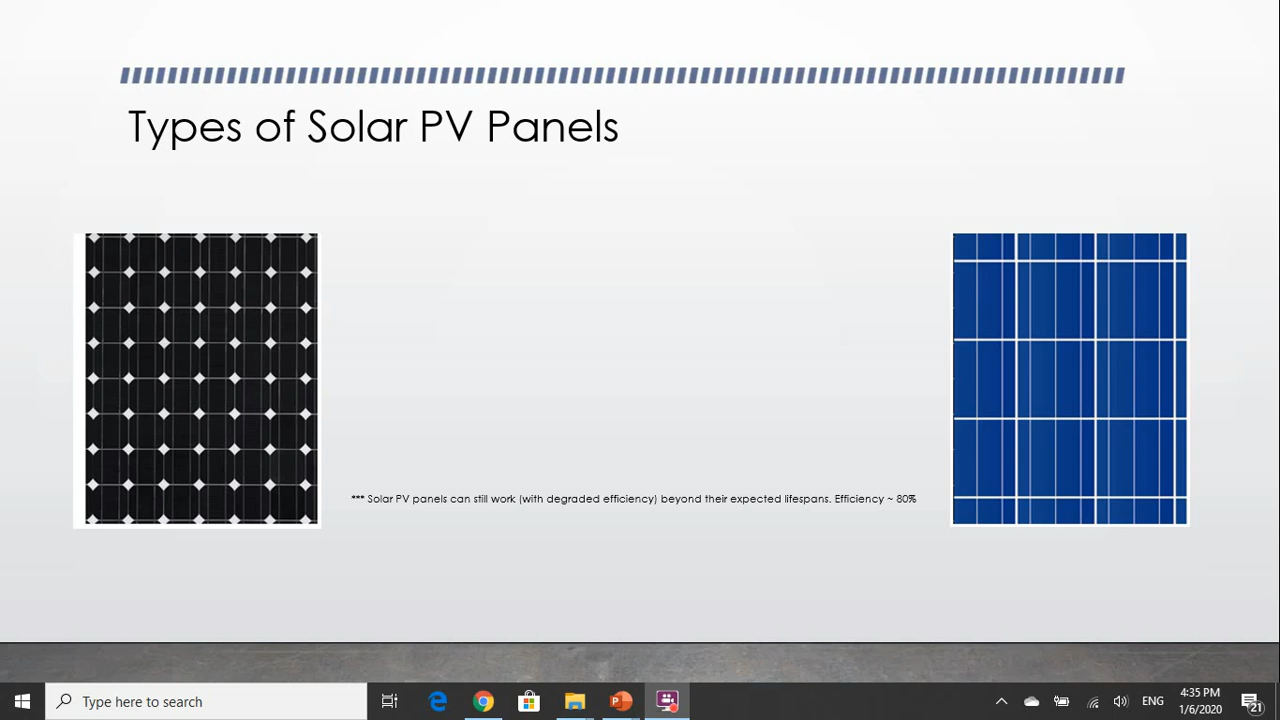 Types of Solar PV Panels
*** Solar PV panels can still work (with degraded efficiency) beyond their expected lifespans. Efficiency ~ 80%
Type here to search
ENG
4:35 PM
1/6/2020
21